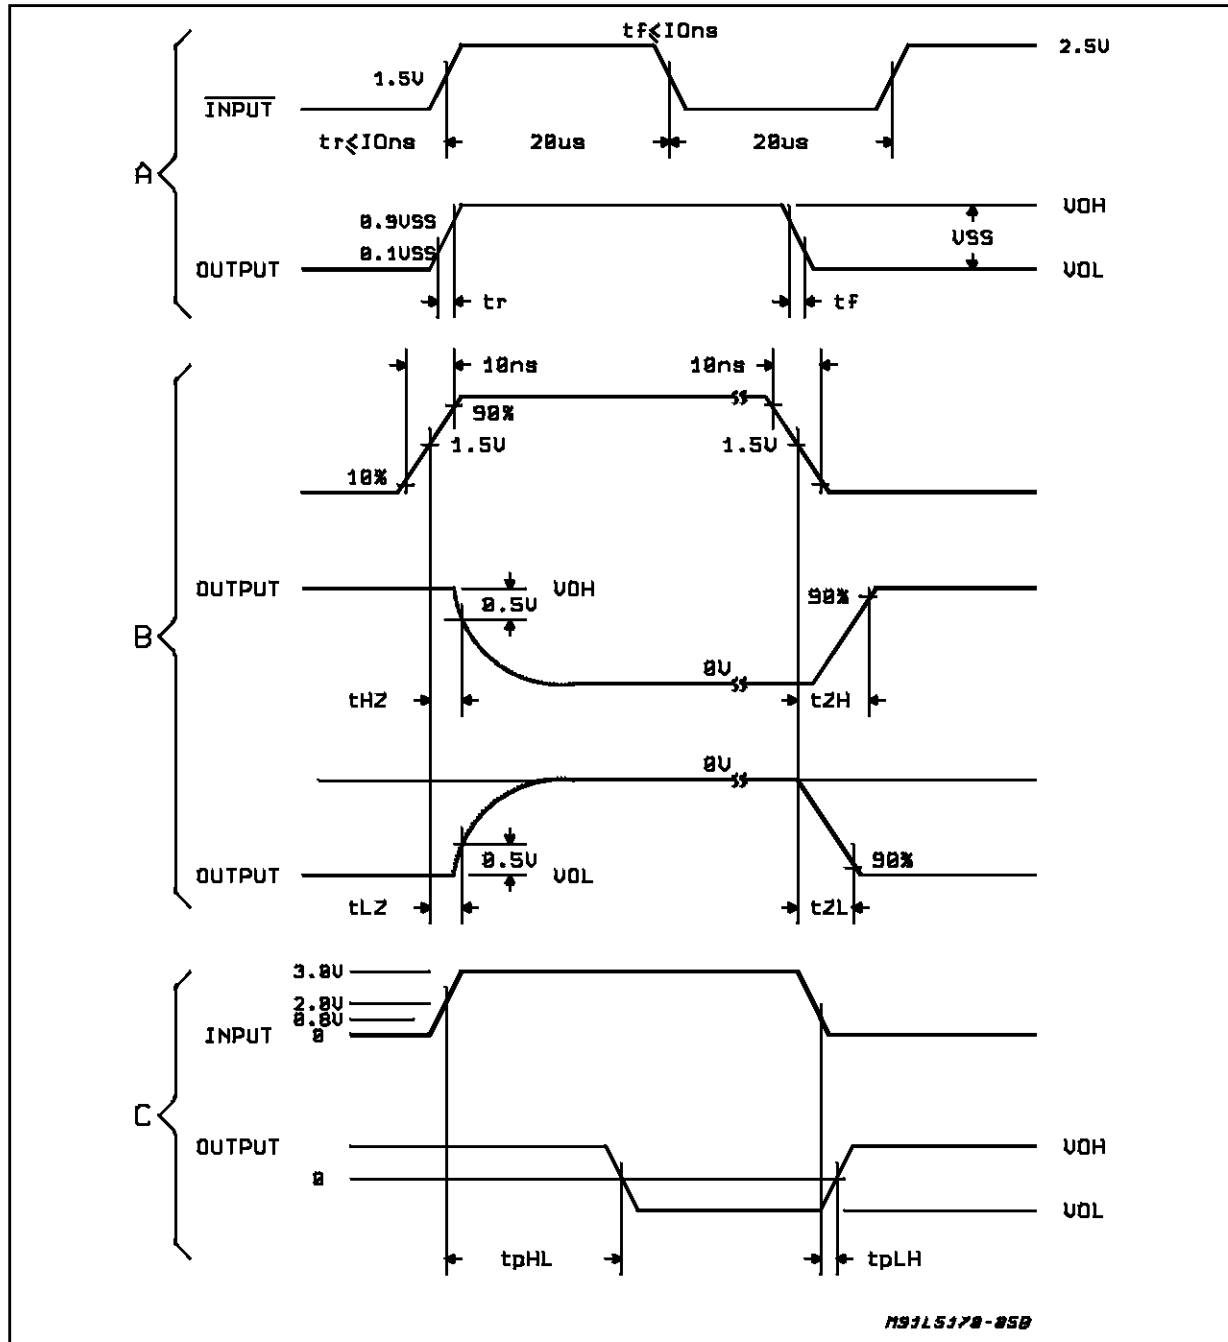 tf≤10ns
2.5V
1.5V
INPUT
tr≤10ns
20us
20us
A
0.9VSS
VOH
VSS
0.1VSS
OUTPUT
VOL
tr
tf
10ns
10ns
90%
1.5V
1.5V
10%
OUTPUT
VOH
0.5V
90%
B
0V
tHZ
tZH
0V
0.5V
90%
OUTPUT
VOL
tLZ
tZL
3.0V
2.0V
0.8V
INPUT
0
C
OUTPUT
VOH
0
VOL
tpHL
tpLH